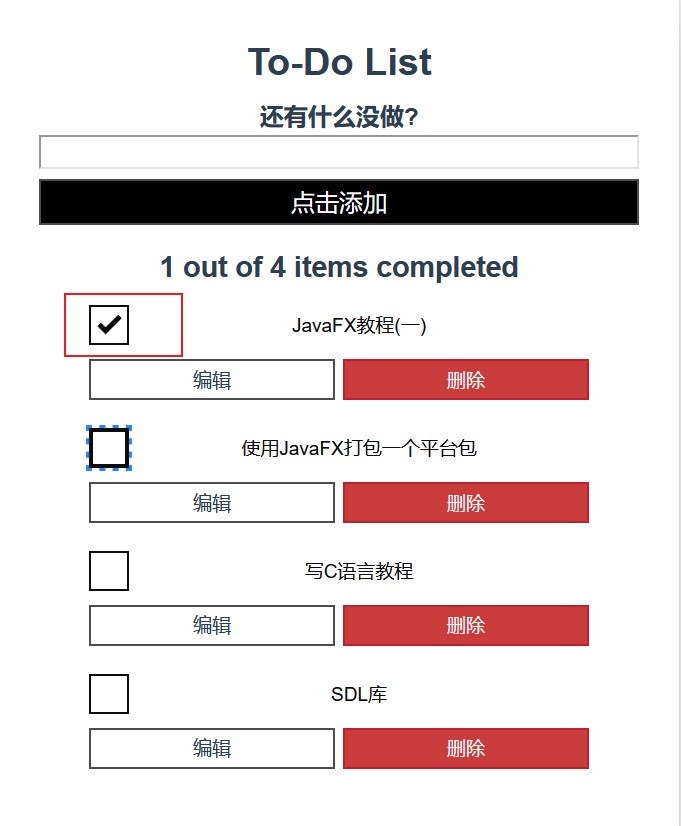 To-Do List
还有什么没做?
点击添加
1 out of 4 items completed
JavaFX教程(一)
编辑 删除
使用JavaFX打包一个平台包
编辑 删除
写C语言教程
编辑 删除
SDL库
编辑 删除